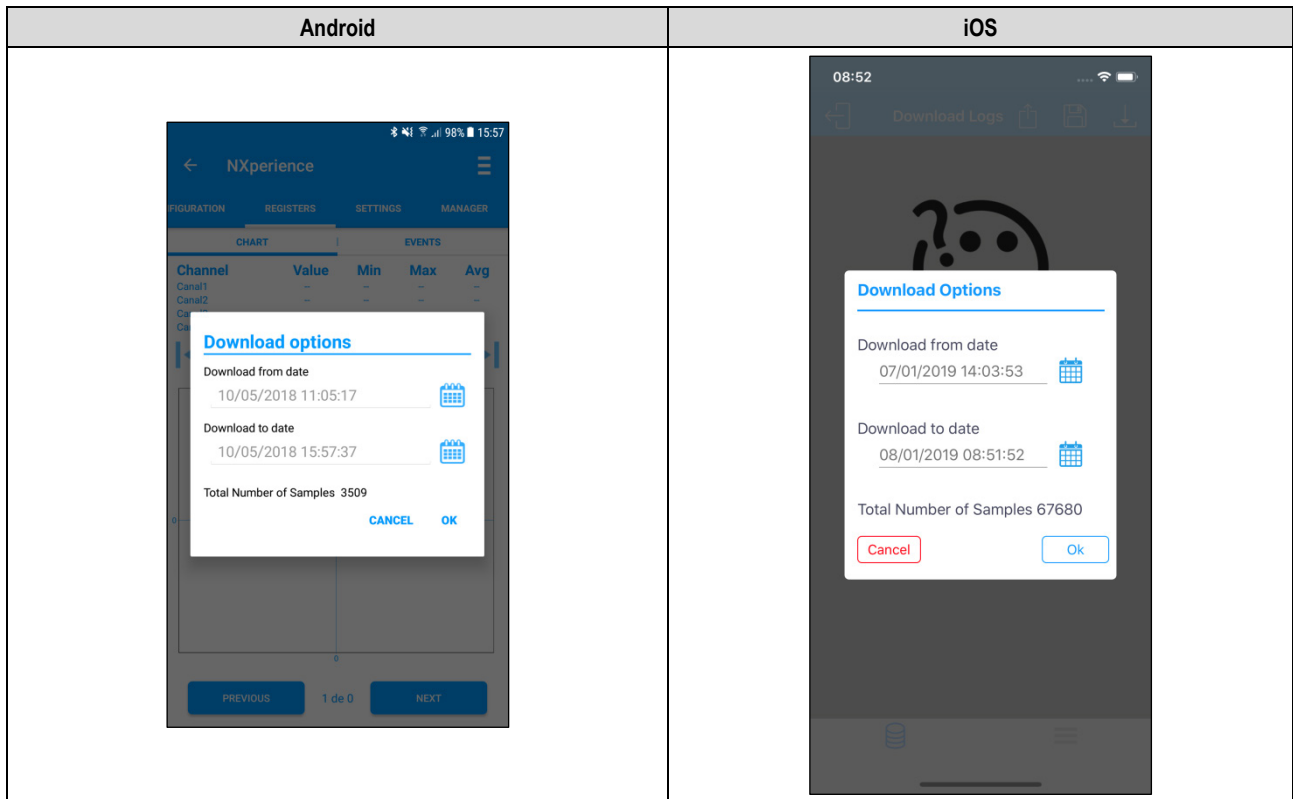 Android
iOS
98% 15:57
NXperience
FIGURATION REGISTERS SETTINGS MANAGER
CHART EVENTS
Channel Value Min Max Avg
Canal1 – – – –
Canal2 – – – –
Download options
Download from date
10/05/2018 11:05:17
Download to date
10/05/2018 15:57:37
Total Number of Samples 3509
CANCEL OK
0
0
PREVIOUS 1 de 0 NEXT
08:52
Download Logs
Download Options
Download from date
07/01/2019 14:03:53
Download to date
08/01/2019 08:51:52
Total Number of Samples 67680
Cancel Ok